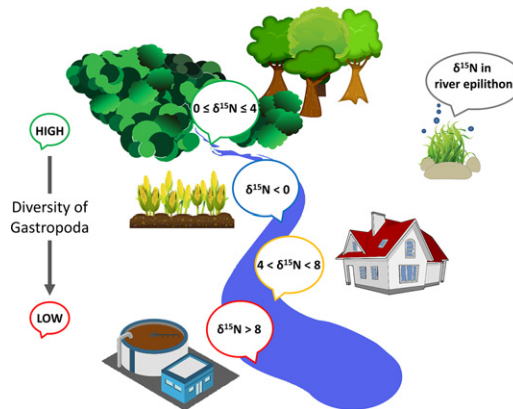 0 ≤ δ¹⁵N ≤ 4
δ¹⁵N in
river epilithon
HIGH
δ¹⁵N < 0
Diversity of
Gastropoda
4 < δ¹⁵N < 8
LOW
δ¹⁵N > 8